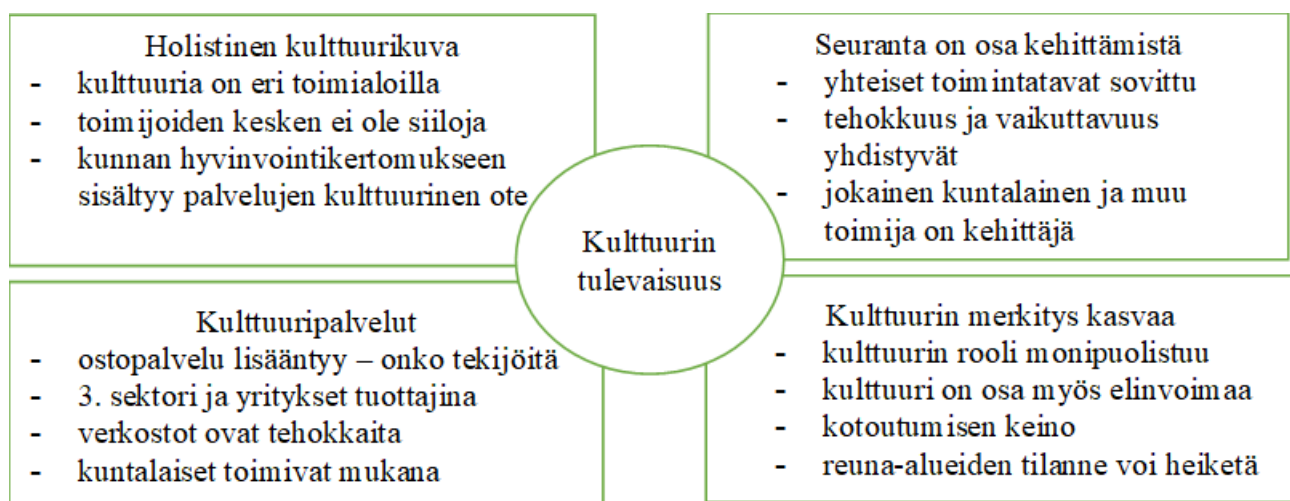 Holistinen kulttuurikuva
- kulttuuria on eri toimialoilla
- toimijoiden kesken ei ole siiloja
- kunnan hyvinvointikertomukseen
sisältyy palvelujen kulttuurinen ote
Seuranta on osa kehittämistä
- yhteiset toimintatavat sovittu
- tehokkuus ja vaikuttavuus
yhdistyvät
- jokainen kuntalainen ja muu
toimija on kehittäjä
Kulttuurin
tulevaisuus
Kulttuuripalvelut
- ostopalvelu lisääntyy – onko tekijöitä
- 3. sektori ja yritykset tuottajina
- verkostot ovat tehokkaita
- kuntalaiset toimivat mukana
Kulttuurin merkitys kasvaa
- kulttuurin rooli monipuolistuu
- kulttuuri on osa myös elinvoimaa
- kotoutumisen keino
- reuna-alueiden tilanne voi heiketä